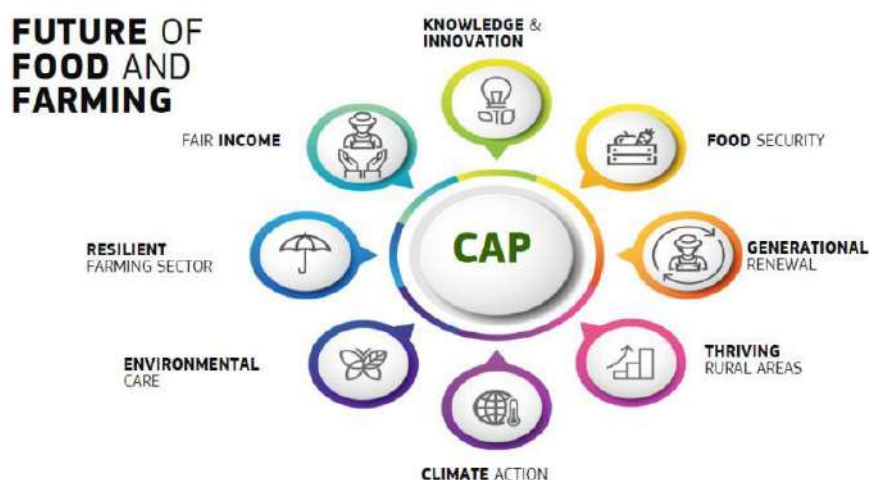 FUTURE OF
FOOD AND
FARMING
KNOWLEDGE &
INNOVATION
FAIR INCOME
FOOD SECURITY
RESILIENT
FARMING SECTOR
CAP
GENERATIONAL
RENEWAL
ENVIRONMENTAL
CARE
THRIVING
RURAL AREAS
CLIMATE ACTION